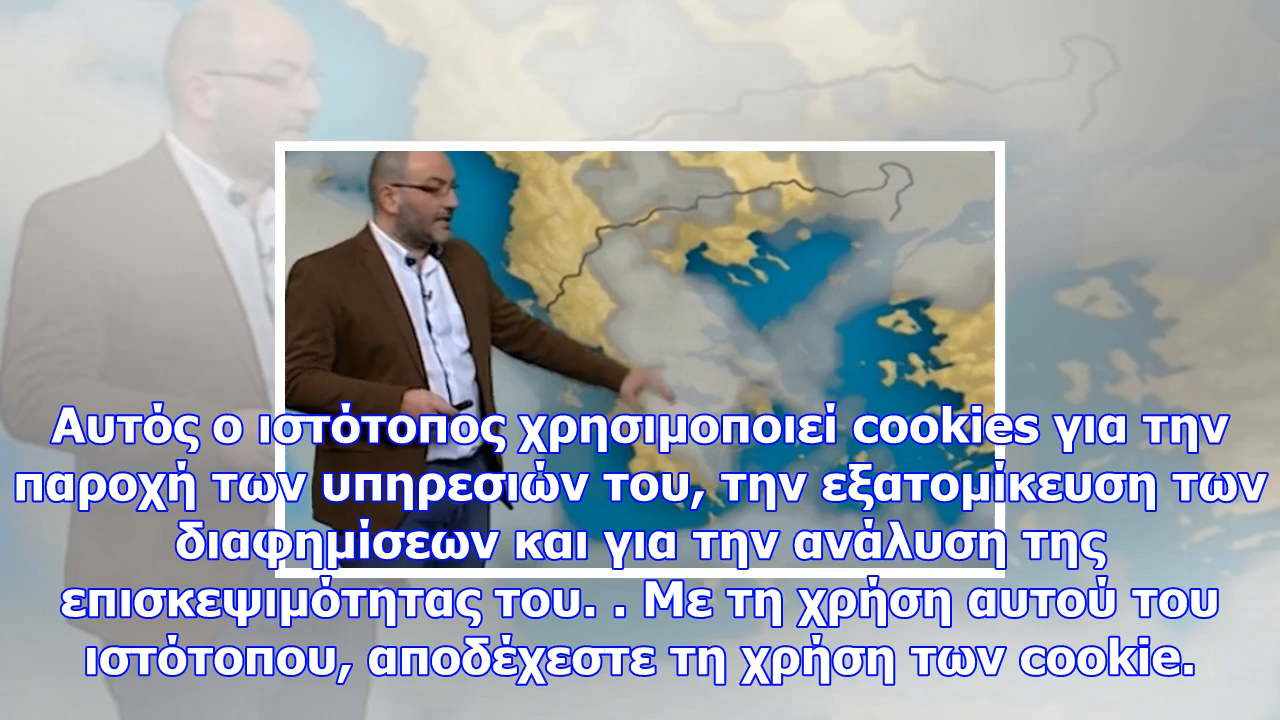 Αυτός ο ιστότοπος χρησιμοποιεί cookies για την
παροχή των υπηρεσιών του, την εξατομίκευση των
διαφημίσεων και για την ανάλυση της
επισκεψιμότητας του. . Με τη χρήση αυτού του
ιστότοπου, αποδέχεστε τη χρήση των cookie.